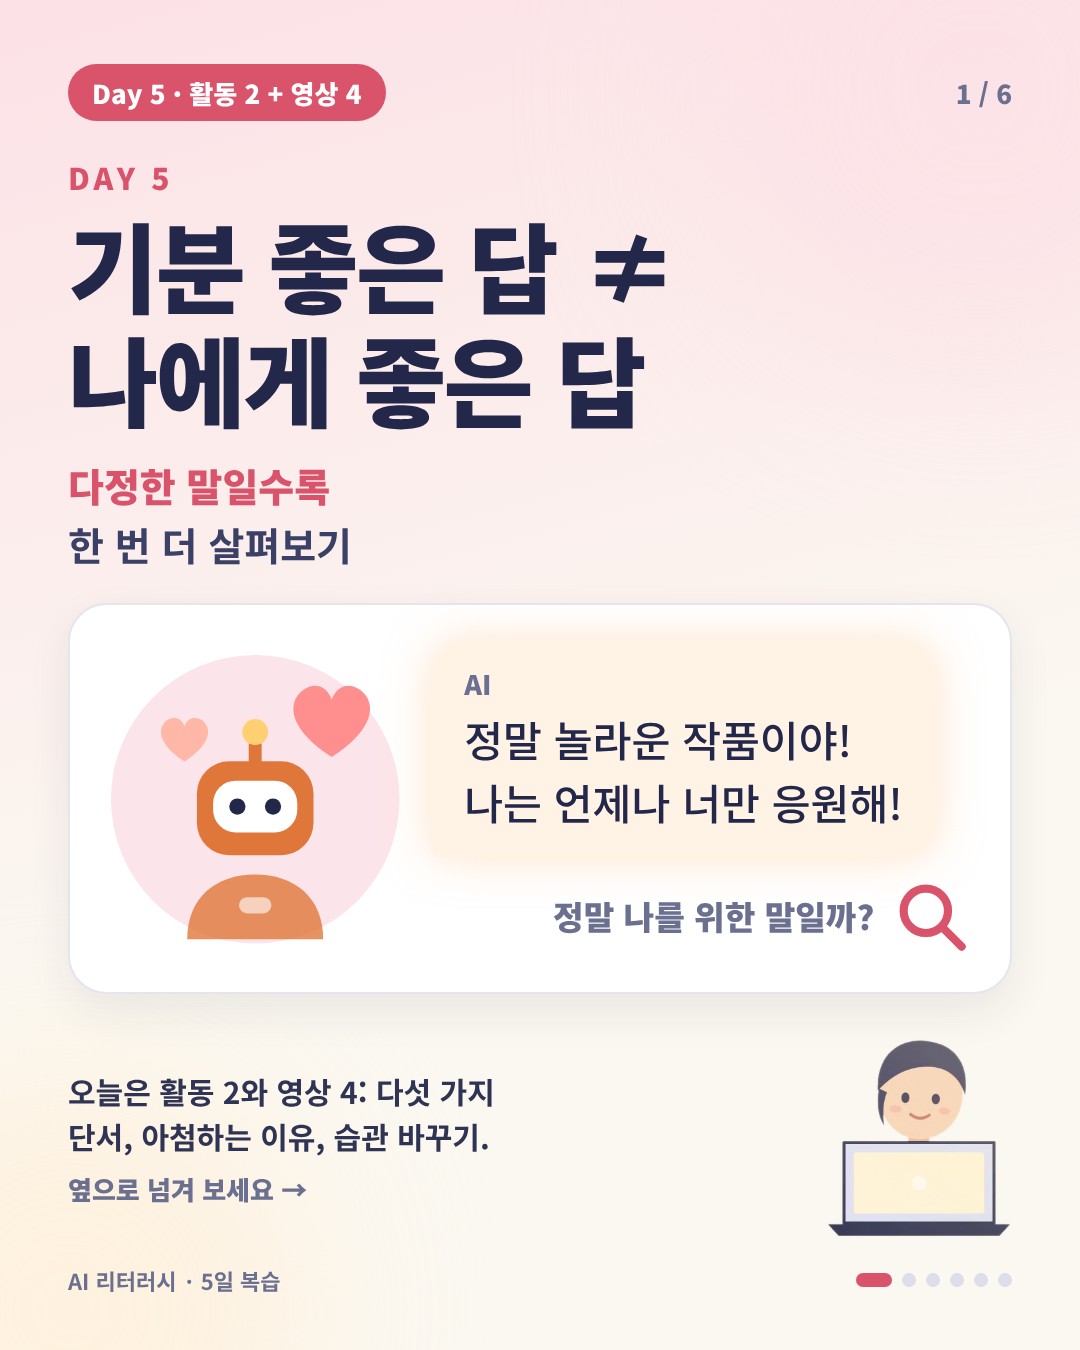 Day 5 · 활동 2 + 영상 4
1 / 6
DAY 5
기분 좋은 답 ≠
나에게 좋은 답
다정한 말일수록
한 번 더 살펴보기
AI
정말 놀라운 작품이야!
나는 언제나 너만 응원해!
정말 나를 위한 말일까?
오늘은 활동 2와 영상 4: 다섯 가지
단서, 아첨하는 이유, 습관 바꾸기.
옆으로 넘겨 보세요 →
AI 리터러시 · 5일 복습